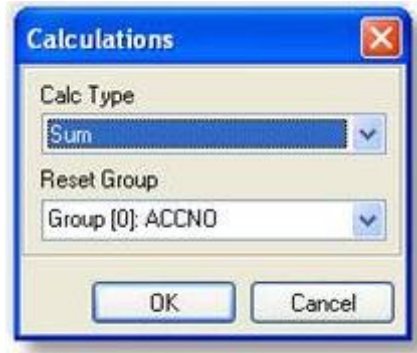 Calculations
Calc Type
Sum
Reset Group
Group [0]: ACCNO
OK
Cancel